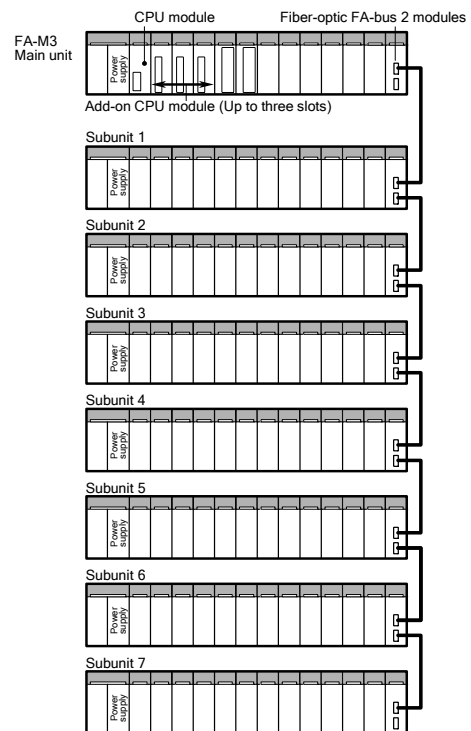 CPU module
Fiber-optic FA-bus 2 modules
FA-M3
Main unit
Power
supply
Add-on CPU module (Up to three slots)
Subunit 1
Power
supply
Subunit 2
Power
supply
Subunit 3
Power
supply
Subunit 4
Power
supply
Subunit 5
Power
supply
Subunit 6
Power
supply
Subunit 7
Power
supply